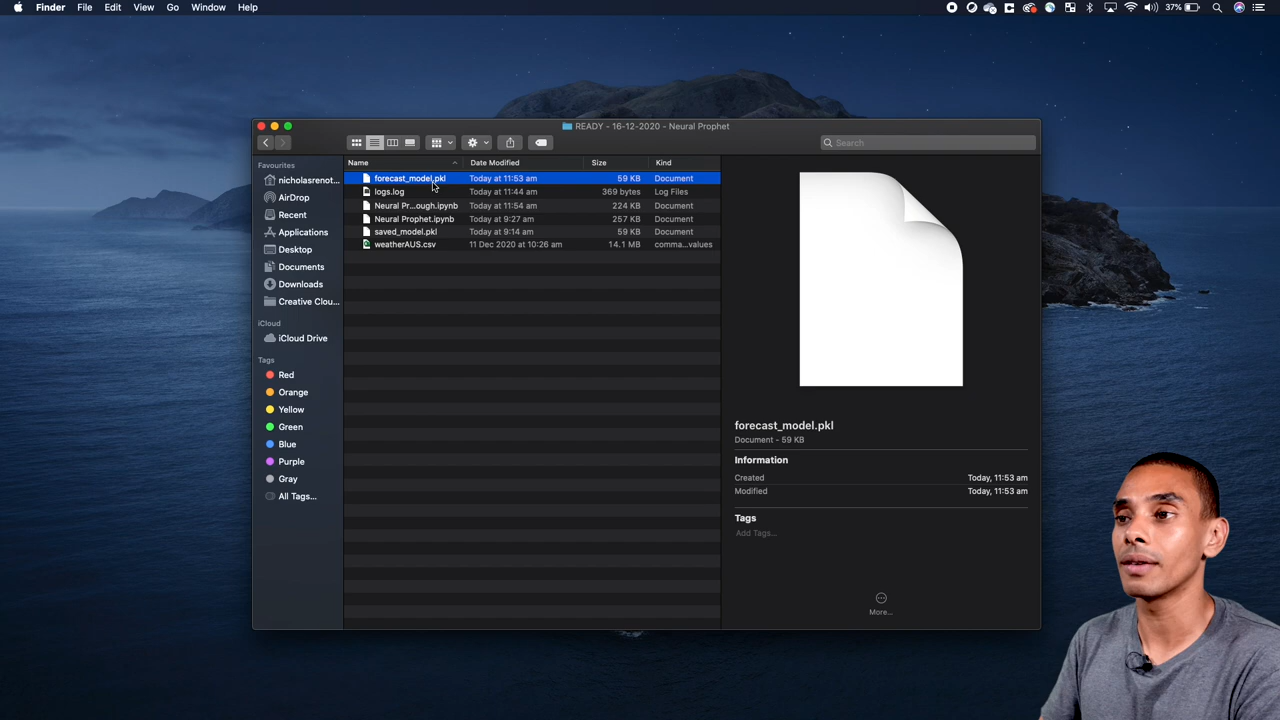 Finder File Edit View Go Window Help 37%
READY - 16-12-2020 - Neural Prophet
Search
Favourites
nicholasrenot...
AirDrop
Recent
Applications
Desktop
Documents
Downloads
Creative Clou...
iCloud
iCloud Drive
Tags
Red
Orange
Yellow
Green
Blue
Purple
Gray
All Tags...
Name Date Modified Size Kind
forecast_model.pkl Today at 11:53 am 59 KB Document
logs.log Today at 11:44 am 369 bytes Log Files
Neural Pr...ough.ipynb Today at 11:54 am 224 KB Document
Neural Prophet.ipynb Today at 9:27 am 257 KB Document
saved_model.pkl Today at 9:14 am 59 KB Document
weatherAUS.csv 11 Dec 2020 at 10:26 am 14.1 MB comma...values
forecast_model.pkl
Document - 59 KB
Information
Created Today, 11:53 am
Modified Today, 11:53 am
Tags
Add Tags...
More...